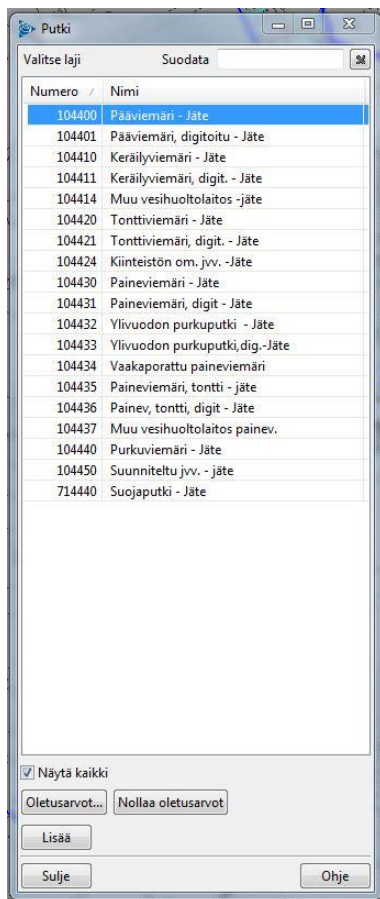 Putki
Valitse laji Suodata
Numero Nimi
104400 Pääviemäri - Jäte
104401 Pääviemäri, digitoitu - Jäte
104410 Keräilyviemäri - Jäte
104411 Keräilyviemäri, digit. - Jäte
104414 Muu vesihuoltolaitos -jäte
104420 Tonttiviemäri - Jäte
104421 Tonttiviemäri, digit. - Jäte
104424 Kiinteistön om. jvv. -Jäte
104430 Paineviemäri - Jäte
104431 Paineviemäri, digit - Jäte
104432 Ylivuodon purkuputki - Jäte
104433 Ylivuodon purkuputki,dig.-Jäte
104434 Vaakaporattu paineviemäri
104435 Paineviemäri, tontti - jäte
104436 Painev, tontti, digit - Jäte
104437 Muu vesihuoltolaitos painev.
104440 Purkuviemäri - Jäte
104450 Suunniteltu jvv. - jäte
714440 Suojaputki - Jäte
Näytä kaikki
Oletusarvot... Nollaa oletusarvot
Lisää
Sulje Ohje